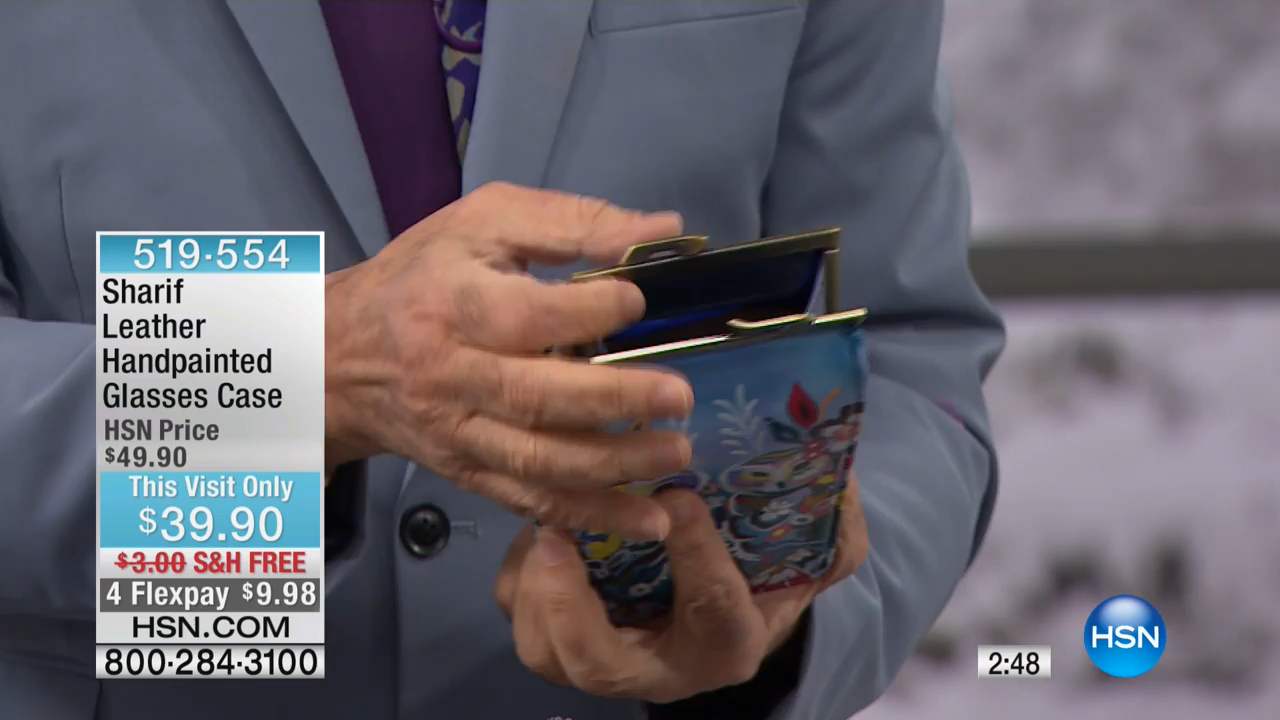 519·554
Sharif
Leather
Handpainted
Glasses Case
HSN Price
$49.90
This Visit Only
$39.90
$3.00 S&H FREE
4 Flexpay $9.98
HSN.COM
800·284·3100
2:48
HSN